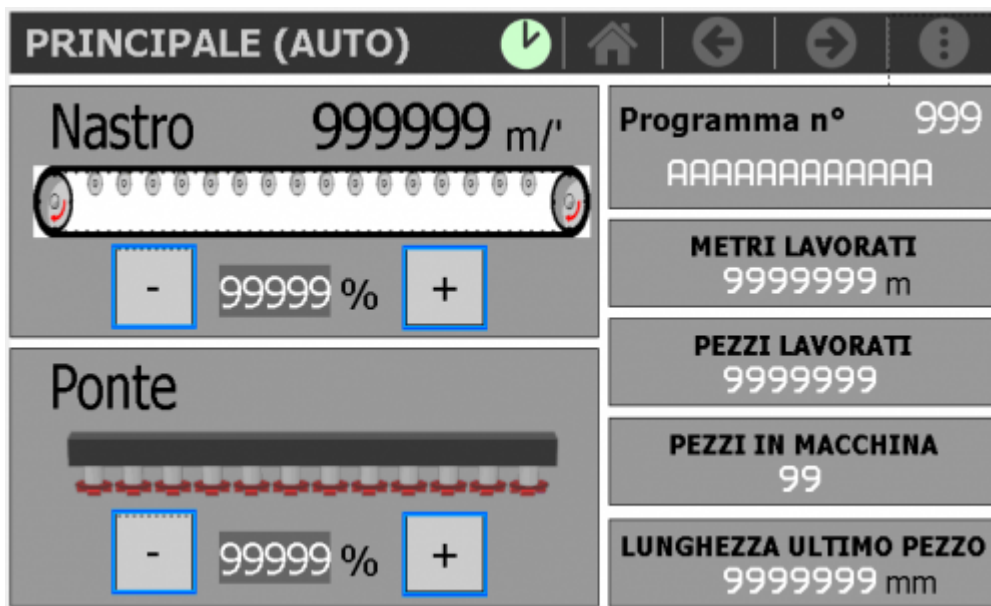 PRINCIPALE (AUTO)
Nastro 999999 m/'
- 99999 % +
Ponte
- 99999 % +
Programma n° 999
AAAAAAAAAAAA
METRI LAVORATI
9999999 m
PEZZI LAVORATI
9999999
PEZZI IN MACCHINA
99
LUNGHEZZA ULTIMO PEZZO
9999999 mm